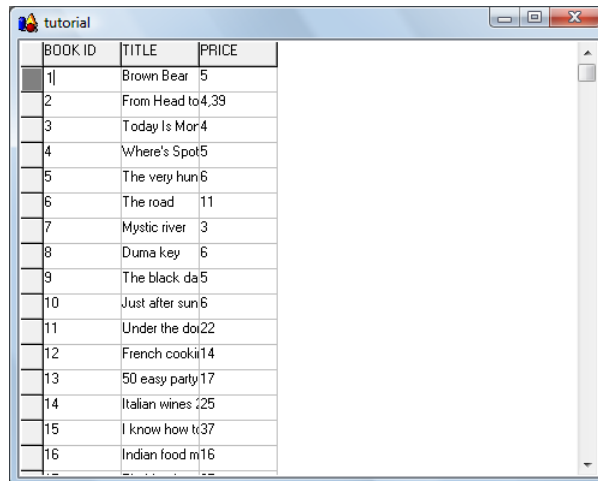 tutorial
BOOK ID TITLE PRICE
1 Brown Bear 5
2 From Head to 4,39
3 Today Is Mor 4
4 Where's Spot 5
5 The very hun 6
6 The road 11
7 Mystic river 3
8 Duma key 6
9 The black da 5
10 Just after sun 6
11 Under the do 22
12 French cooki 14
13 50 easy party 17
14 Italian wines 25
15 I know how to 37
16 Indian food m 16